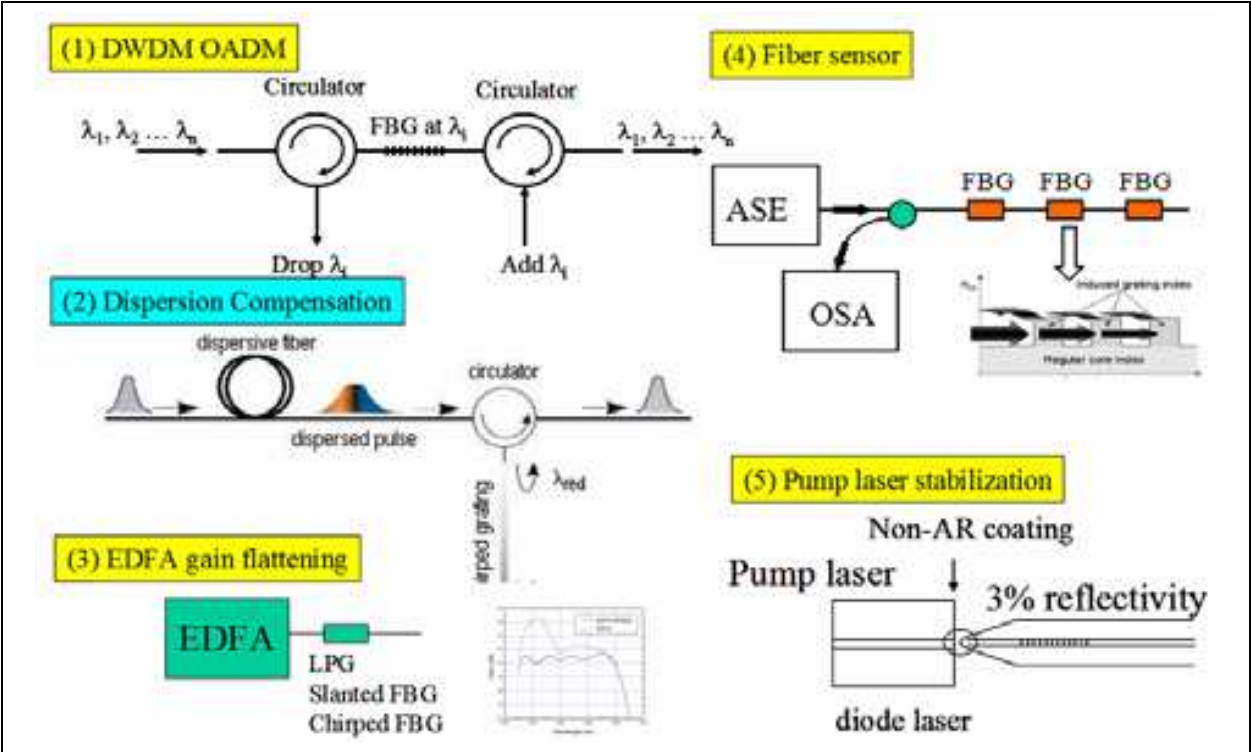 (1) DWDM OADM
Circulator
Circulator
λ1, λ2 ... λn
FBG at λi
λ1, λ2 ... λn
Drop λi
Add λi
(2) Dispersion Compensation
dispersive fiber
dispersed pulse
circulator
λred
irped grating
(3) EDFA gain flattening
EDFA
LPG
Slanted FBG
Chirped FBG
(4) Fiber sensor
ASE
FBG
FBG
FBG
OSA
Induced grating index
Regular core index
(5) Pump laser stabilization
Non-AR coating
Pump laser
3% reflectivity
diode laser